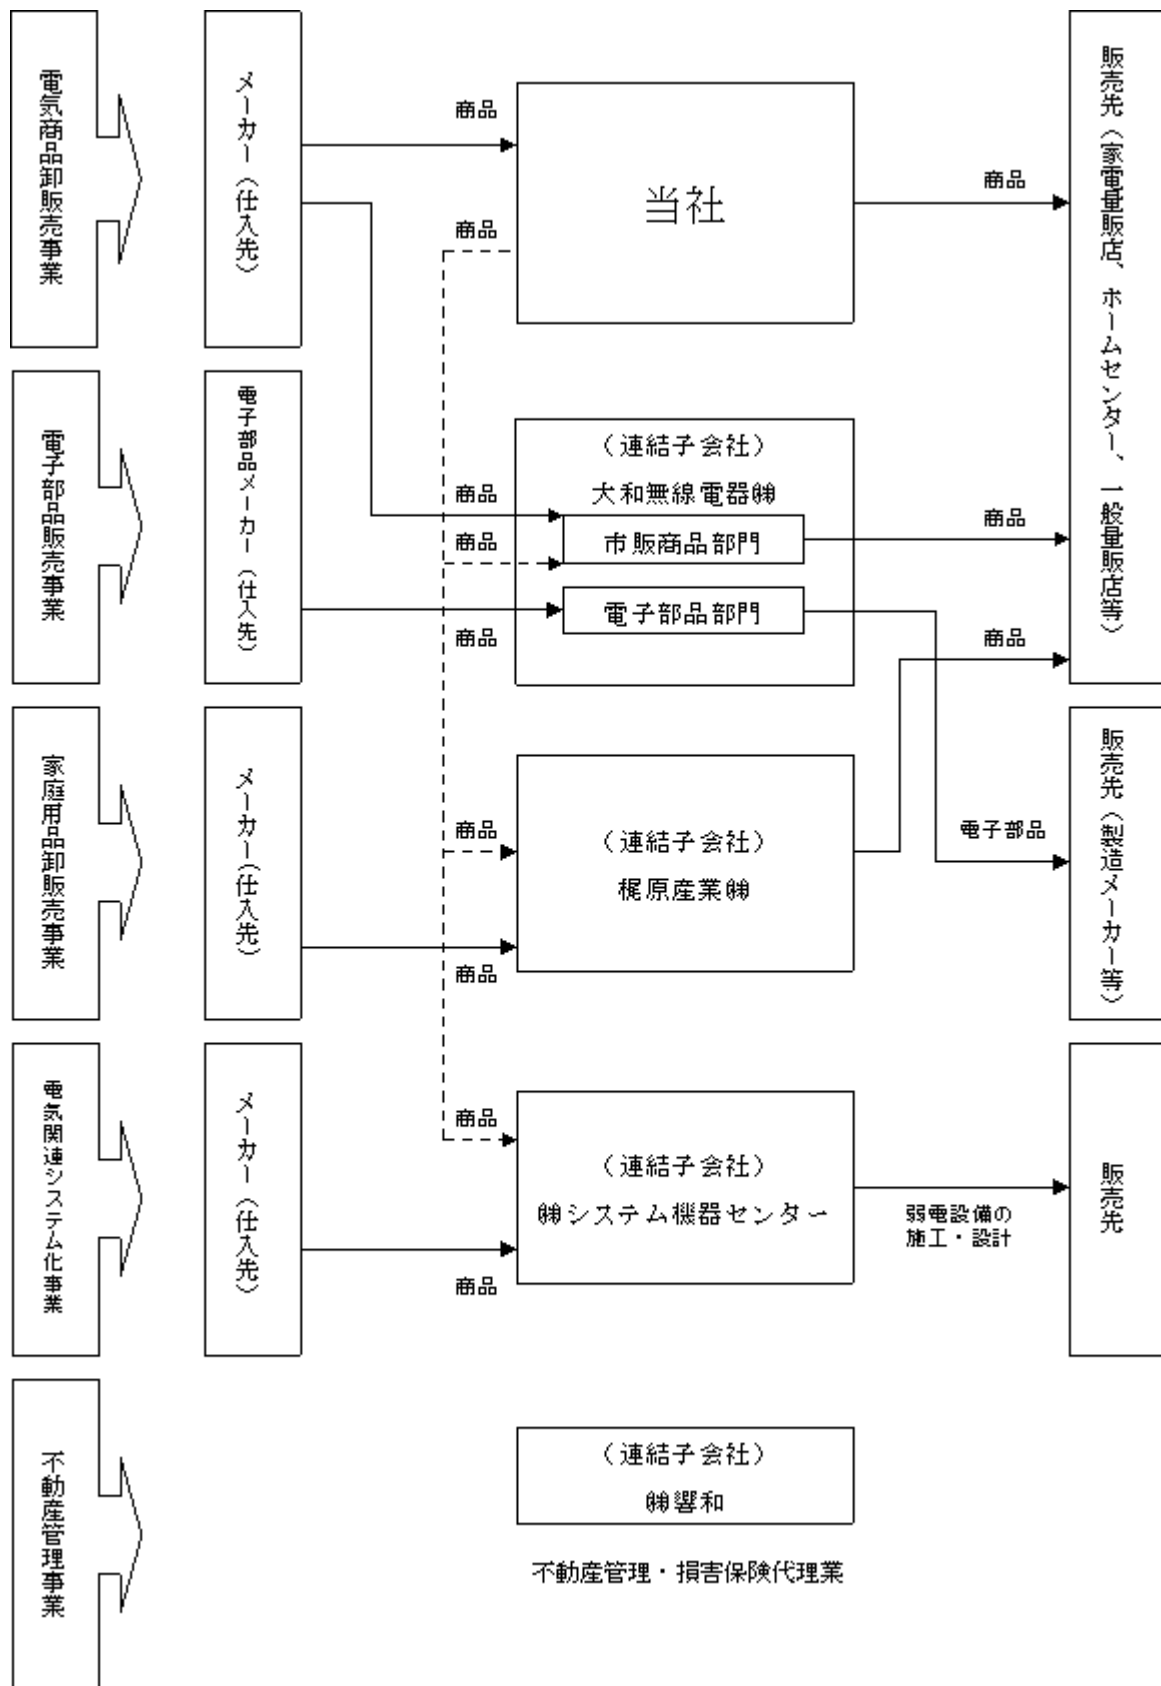 電気商品卸販売事業
メーカー（仕入先）
商品
当社
商品
商品
販売先（家電量販店、ホームセンター、一般量販店等）
電子部品販売事業
電子部品メーカー（仕入先）
（連結子会社）
大和無線電器㈱
商品
市販商品部門
商品
商品
電子部品部門
商品
商品
家庭用品卸販売事業
メーカー（仕入先）
商品
（連結子会社）
梶原産業㈱
商品
電子部品
販売先（製造メーカー等）
電気関連システム化事業
メーカー（仕入先）
商品
（連結子会社）
㈱システム機器センター
商品
弱電設備の
施工・設計
販売先
不動産管理事業
（連結子会社）
㈱響和
不動産管理・損害保険代理業